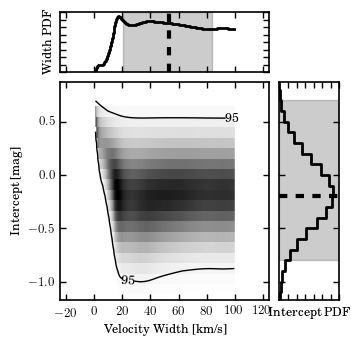 Width PDF
95
0.5
0.0
−0.5
−1.0
Intercept [mag]
95
−20 0 20 40 60 80 100 120
Intercept PDF
Velocity Width [km/s]